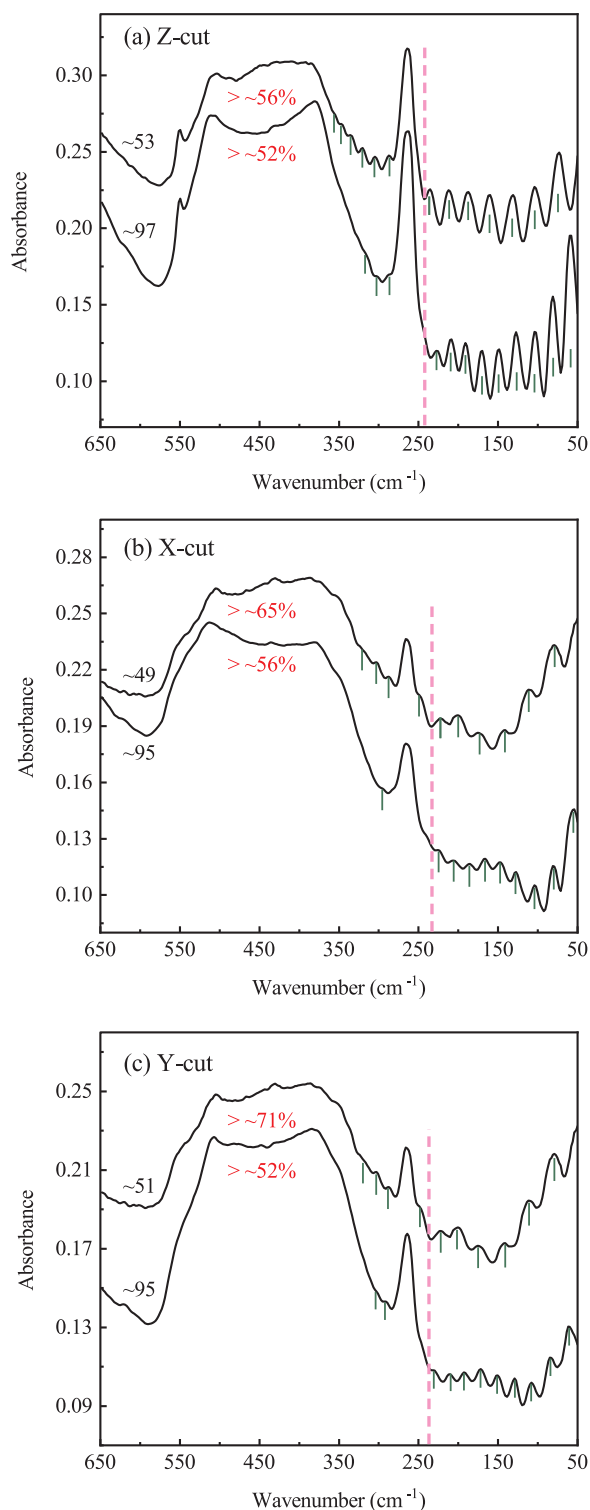 (a) Z-cut
0.30
> ~56%
~53
0.25
> ~52%
~97
0.20
0.15
0.10
Absorbance
650 550 450 350 250 150 50
Wavenumber (cm⁻¹)
(b) X-cut
0.28
0.25
> ~65%
~49
0.22
> ~56%
0.19
~95
0.16
0.13
0.10
Absorbance
650 550 450 350 250 150 50
Wavenumber (cm⁻¹)
(c) Y-cut
0.25
> ~71%
0.21
> ~52%
~51
0.17
~95
0.13
0.09
Absorbance
650 550 450 350 250 150 50
Wavenumber (cm⁻¹)